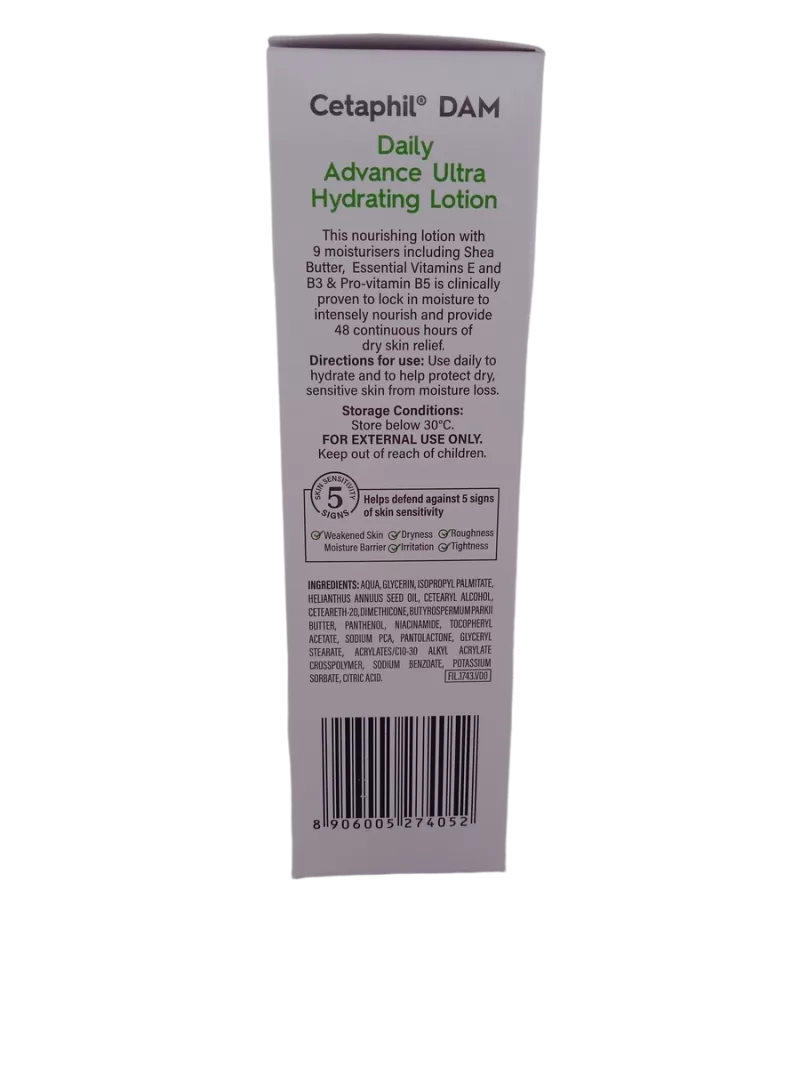 Cetaphil® DAM
Daily
Advance Ultra
Hydrating Lotion
This nourishing lotion with
9 moisturisers including Shea
Butter, Essential Vitamins E and
B3 & Pro-vitamin B5 is clinically
proven to lock in moisture to
intensely nourish and provide
48 continuous hours of
dry skin relief.
Directions for use: Use daily to
hydrate and to help protect dry,
sensitive skin from moisture loss.
Storage Conditions:
Store below 30°C.
FOR EXTERNAL USE ONLY.
Keep out of reach of children.
SKIN SENSITIVITY
5
SIGNS
Helps defend against 5 signs
of skin sensitivity
Weakened Skin Dryness Roughness
Moisture Barrier Irritation Tightness
INGREDIENTS: AQUA, GLYCERIN, ISOPROPYL PALMITATE,
HELIANTHUS ANNUUS SEED OIL, CETEARYL ALCOHOL,
CETEARETH-20, DIMETHICONE, BUTYROSPERMUM PARKII
BUTTER, PANTHENOL, NIACINAMIDE, TOCOPHERYL
ACETATE, SODIUM PCA, PANTOLACTONE, GLYCERYL
STEARATE, ACRYLATES/C10-30 ALKYL ACRYLATE
CROSSPOLYMER, SODIUM BENZOATE, POTASSIUM
SORBATE, CITRIC ACID. FIL.1743.V00
8 906005 274052